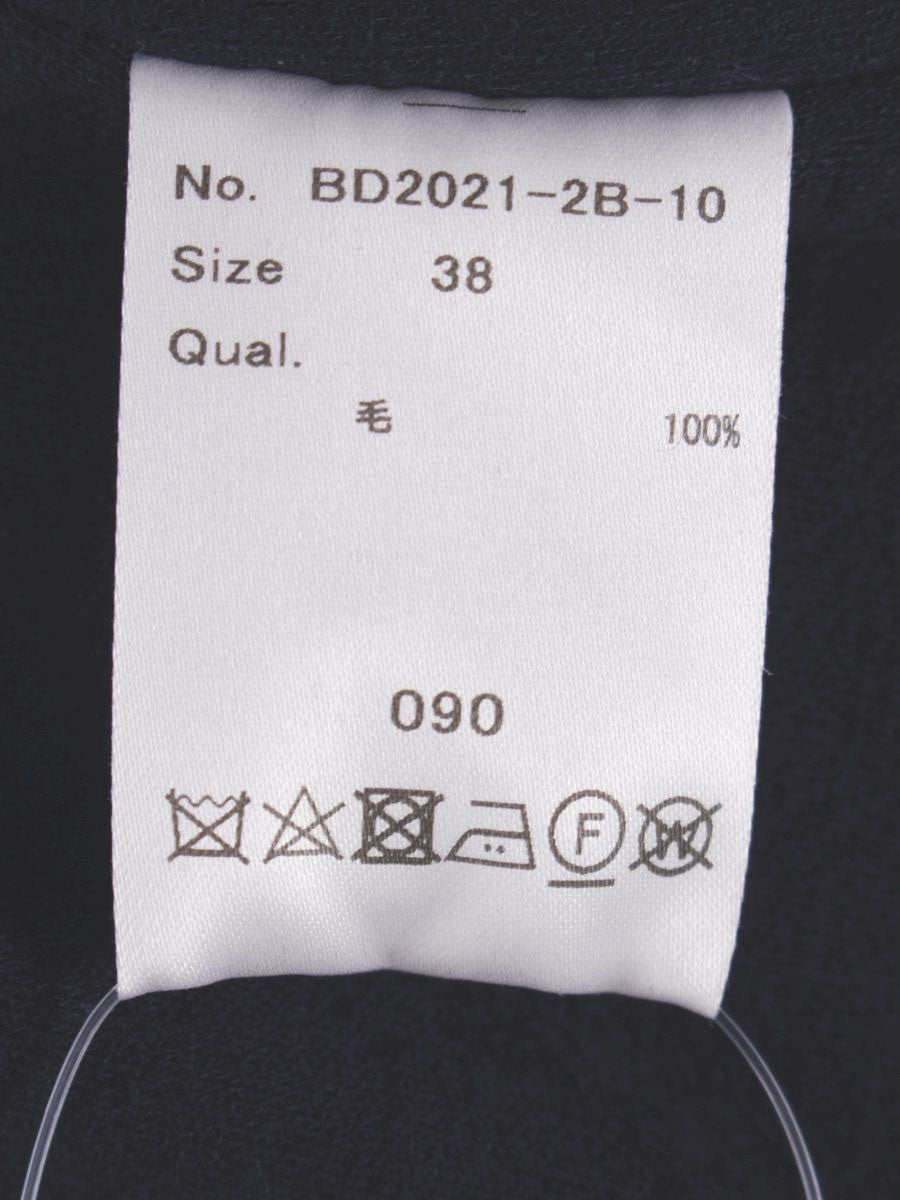 No. BD2021-2B-10
Size 38
Qual.
毛 100%
090
F W